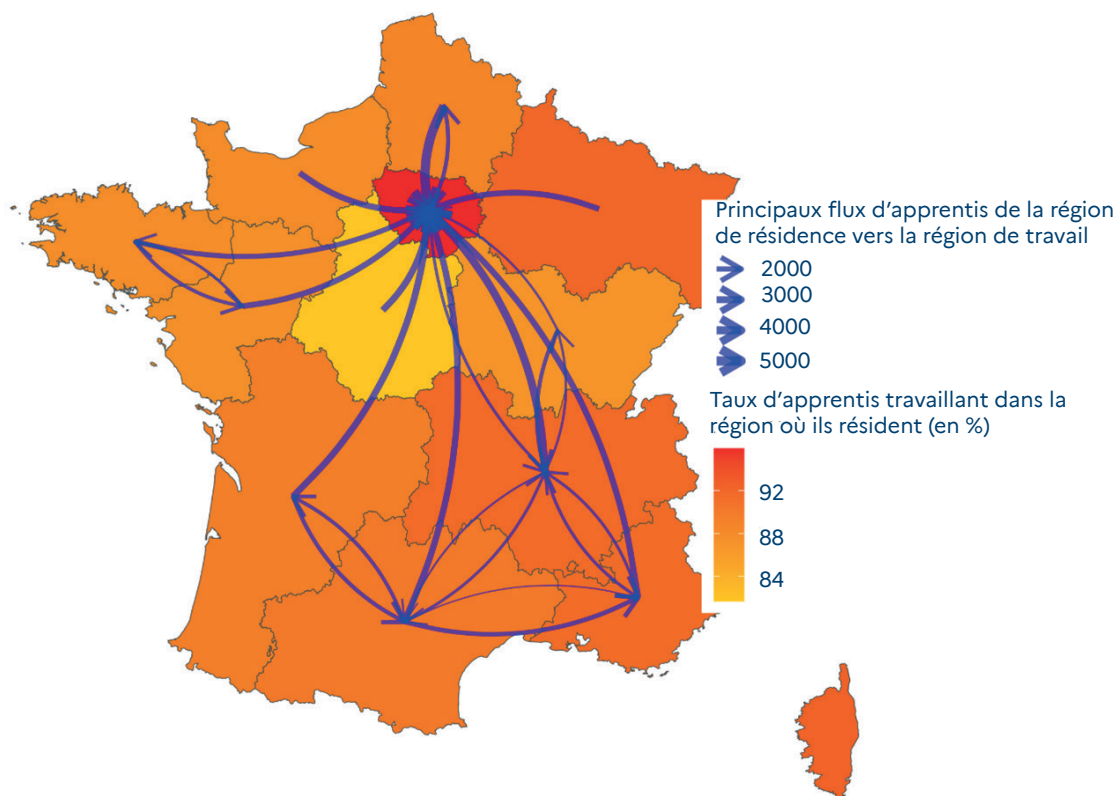 Principaux flux d'apprentis de la région
de résidence vers la région de travail
2000
3000
4000
5000
Taux d'apprentis travaillant dans la
région où ils résident (en %)
92
88
84